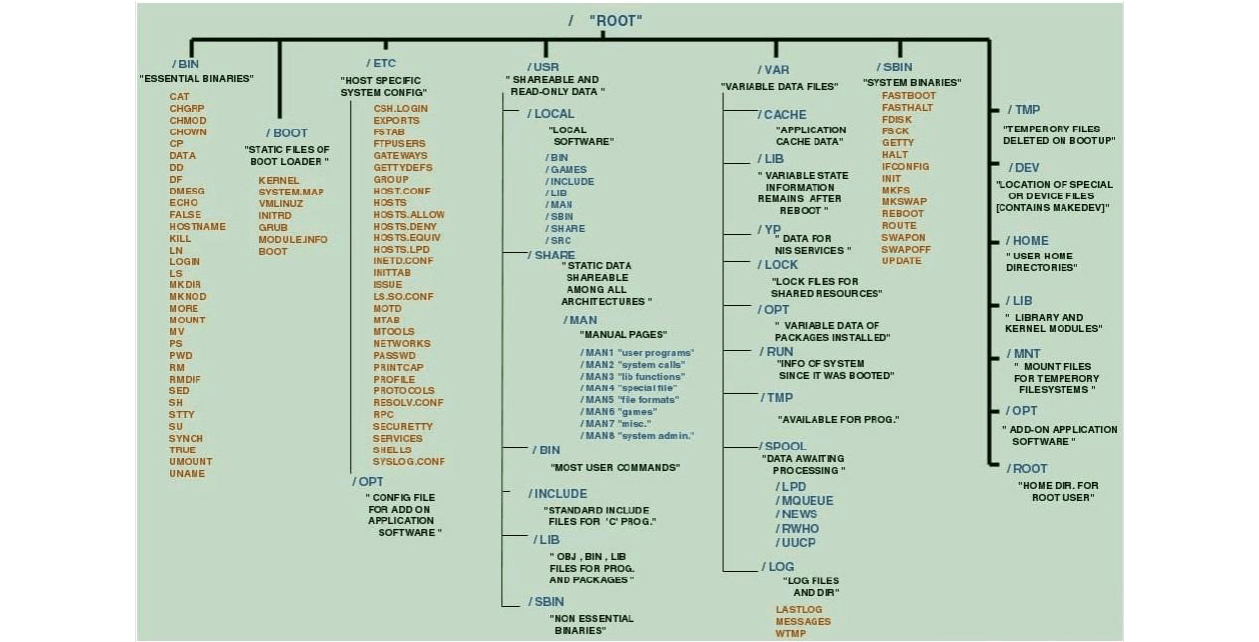 / "ROOT"
/ BIN
"ESSENTIAL BINARIES"
CAT
CHGRP
CHMOD
CHOWN
CP
DATA
DD
DF
DMESG
ECHO
FALSE
HOSTNAME
KILL
LN
LOGIN
LS
MKDIR
MKNOD
MORE
MOUNT
MV
PS
PWD
RM
RMDIF
SED
SH
STTY
SU
SYNCH
TRUE
UMOUNT
UNAME
/ BOOT
"STATIC FILES OF
BOOT LOADER "
KERNEL
SYSTEM.MAP
VMLINUZ
INITRD
GRUB
MODULE.INFO
BOOT
/ ETC
"HOST SPECIFIC
SYSTEM CONFIG"
CSH.LOGIN
EXPORTS
FSTAB
FTPUSERS
GATEWAYS
GETTYDEFS
GROUP
HOST.CONF
HOSTS
HOSTS.ALLOW
HOSTS.DENY
HOSTS.EQUIV
HOSTS.LPD
INETD.CONF
INITTAB
ISSUE
LS.SO.CONF
MOTD
MTAB
MTOOLS
NETWORKS
PASSWD
PRINTCAP
PROFILE
PROTOCOLS
RESOLV.CONF
RPC
SECURETTY
SERVICES
SHELLS
SYSLOG.CONF
/ OPT
" CONFIG FILE
FOR ADD ON
APPLICATION
SOFTWARE "
/ USR
" SHAREABLE AND
READ-ONLY DATA "
/ LOCAL
"LOCAL
SOFTWARE"
/ BIN
/ GAMES
/ INCLUDE
/ LIB
/ MAN
/ SBIN
/ SHARE
/ SRC
/ SHARE
"STATIC DATA
SHAREABLE
AMONG ALL
ARCHITECTURES "
/ MAN
"MANUAL PAGES"
/ MAN1 "user programs"
/ MAN2 "system calls"
/ MAN3 "lib functions"
/ MAN4 "special file"
/ MAN5 "file formats"
/ MAN6 "games"
/ MAN7 "misc."
/ MAN8 "system admin."
/ BIN
"MOST USER COMMANDS"
/ INCLUDE
"STANDARD INCLUDE
FILES FOR 'C' PROG."
/ LIB
" OBJ , BIN , LIB
FILES FOR PROG.
AND PACKAGES "
/ SBIN
"NON ESSENTIAL
BINARIES"
/ VAR
"VARIABLE DATA FILES"
/ CACHE
"APPLICATION
CACHE DATA"
/ LIB
" VARIABLE STATE
INFORMATION
REMAINS AFTER
REBOOT "
/ YP
" DATA FOR
NIS SERVICES "
/ LOCK
"LOCK FILES FOR
SHARED RESOURCES"
/ OPT
" VARIABLE DATA OF
PACKAGES INSTALLED"
/ RUN
"INFO OF SYSTEM
SINCE IT WAS BOOTED"
/ TMP
"AVAILABLE FOR PROG."
/ SPOOL
"DATA AWAITING
PROCESSING "
/ LPD
/ MQUEUE
/ NEWS
/ RWHO
/ UUCP
/ LOG
"LOG FILES
AND DIR"
LASTLOG
MESSAGES
WTMP
/ SBIN
"SYSTEM BINARIES"
FASTBOOT
FASTHALT
FDISK
FSCK
GETTY
HALT
IFCONFIG
INIT
MKFS
MKSWAP
REBOOT
ROUTE
SWAPON
SWAPOFF
UPDATE
/ TMP
"TEMPERORY FILES
DELETED ON BOOTUP"
/ DEV
"LOCATION OF SPECIAL
OR DEVICE FILES
[CONTAINS MAKEDEV]"
/ HOME
" USER HOME
DIRECTORIES"
/ LIB
" LIBRARY AND
KERNEL MODULES"
/ MNT
" MOUNT FILES
FOR TEMPERORY
FILESYSTEMS "
/ OPT
" ADD-ON APPLICATION
SOFTWARE "
/ROOT
"HOME DIR. FOR
ROOT USER"